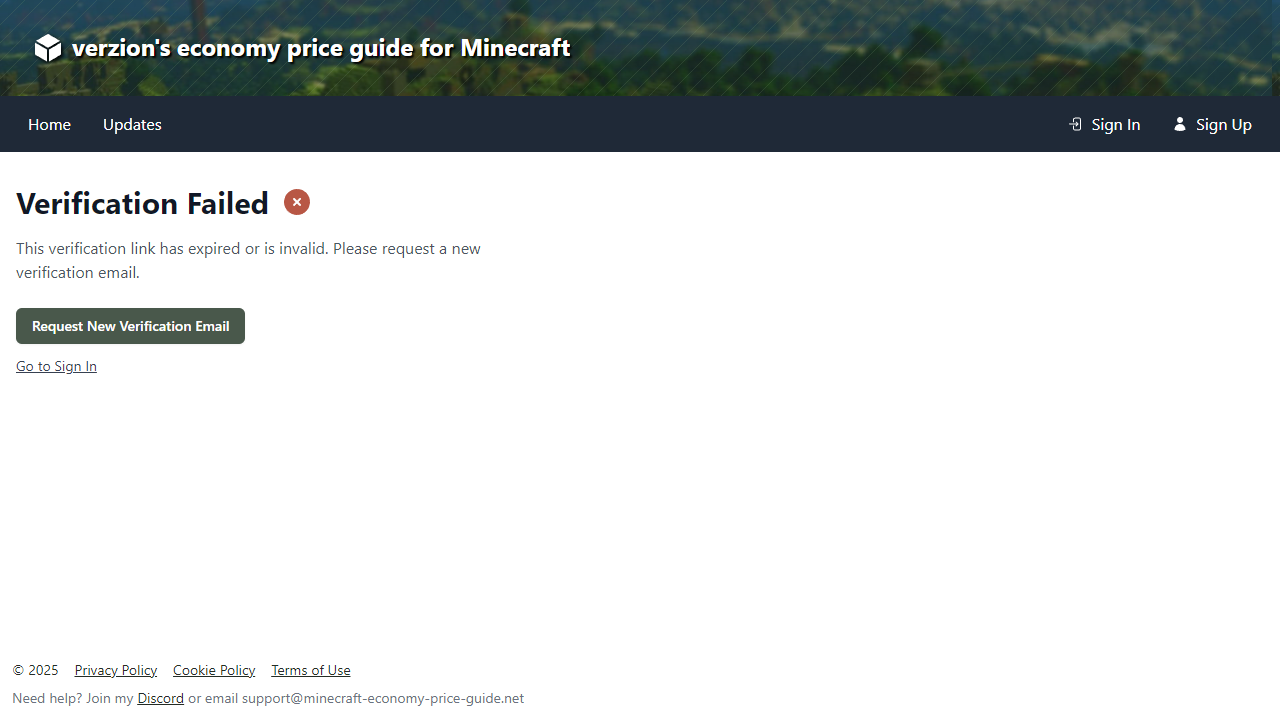 verzion's economy price guide for Minecraft
Home Updates Sign In Sign Up
Verification Failed
This verification link has expired or is invalid. Please request a new
verification email.
Request New Verification Email
Go to Sign In
© 2025 Privacy Policy Cookie Policy Terms of Use
Need help? Join my Discord or email support@minecraft-economy-price-guide.net